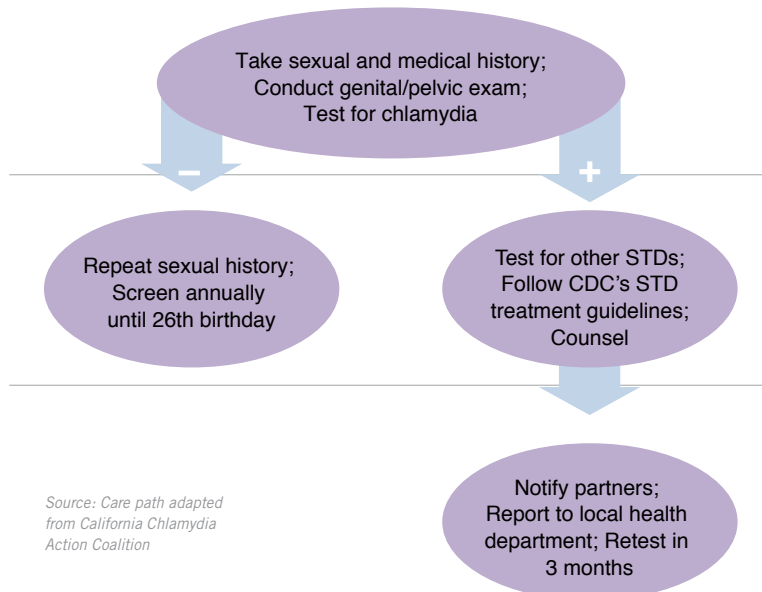 Take sexual and medical history;
Conduct genital/pelvic exam;
Test for chlamydia
–
+
Repeat sexual history;
Screen annually
until 26th birthday
Test for other STDs;
Follow CDC's STD
treatment guidelines;
Counsel
Source: Care path adapted
from California Chlamydia
Action Coalition
Notify partners;
Report to local health
department; Retest in
3 months